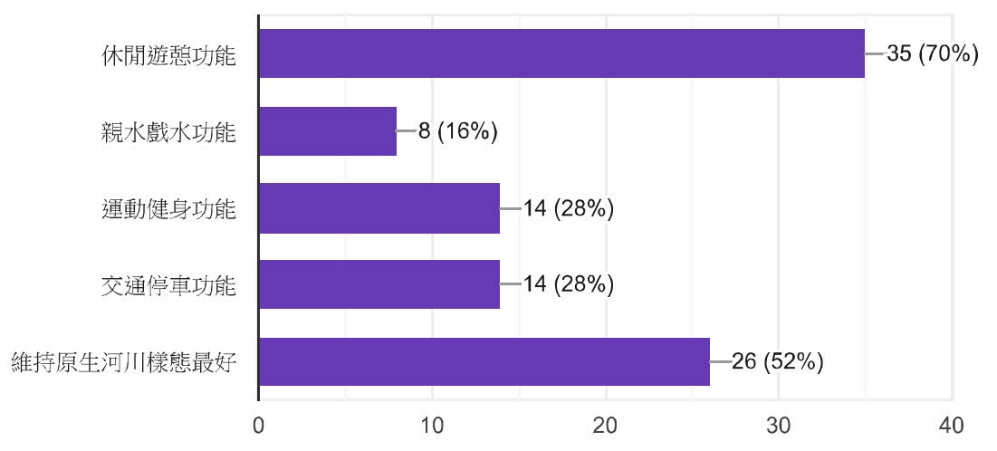 休閒遊憩功能
35 (70%)
親水戲水功能
8 (16%)
運動健身功能
14 (28%)
交通停車功能
14 (28%)
維持原生河川樣態最好
26 (52%)
0 10 20 30 40